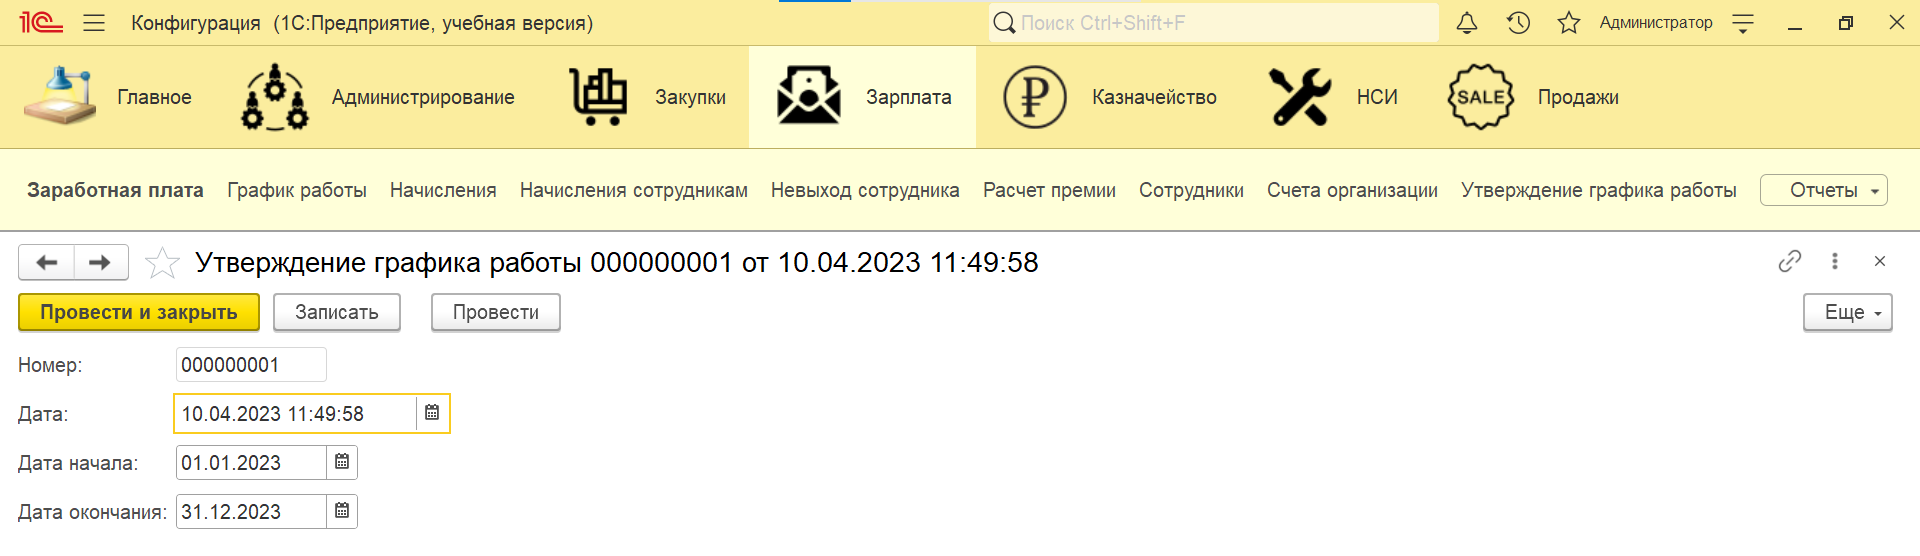 1С Конфигурация (1С:Предприятие, учебная версия) Поиск Ctrl+Shift+F Администратор
Главное Администрирование Закупки Зарплата Казначейство НСИ SALE Продажи
Заработная плата График работы Начисления Начисления сотрудникам Невыход сотрудника Расчет премии Сотрудники Счета организации Утверждение графика работы Отчеты
Утверждение графика работы 000000001 от 10.04.2023 11:49:58
Провести и закрыть Записать Провести Еще
Номер: 000000001
Дата: 10.04.2023 11:49:58
Дата начала: 01.01.2023
Дата окончания: 31.12.2023